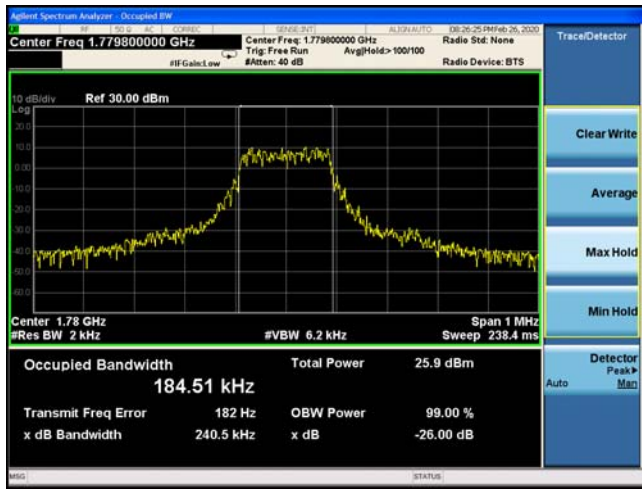 Agilent Spectrum Analyzer - Occupied BW
RF 50 Ω AC CORREC SENSE:INT ALIGN AUTO 08:26:25 PM Feb 26, 2020
Center Freq 1.779800000 GHz
Center Freq: 1.779800000 GHz
Radio Std: None
Trig: Free Run Avg|Hold:> 100/100
#IFGain:Low #Atten: 40 dB Radio Device: BTS
Trace/Detector
10 dB/div Ref 30.00 dBm
Log
20.0
10.0
0.00
10.0
20.0
30.0
40.0
50.0
60.0
Clear Write
Average
Max Hold
Min Hold
Center 1.78 GHz Span 1 MHz
#Res BW 2 kHz #VBW 6.2 kHz Sweep 238.4 ms
Occupied Bandwidth Total Power 25.9 dBm
184.51 kHz
Transmit Freq Error 182 Hz OBW Power 99.00 %
x dB Bandwidth 240.5 kHz x dB -26.00 dB
Detector
Peak▶
Auto Man
MSG STATUS